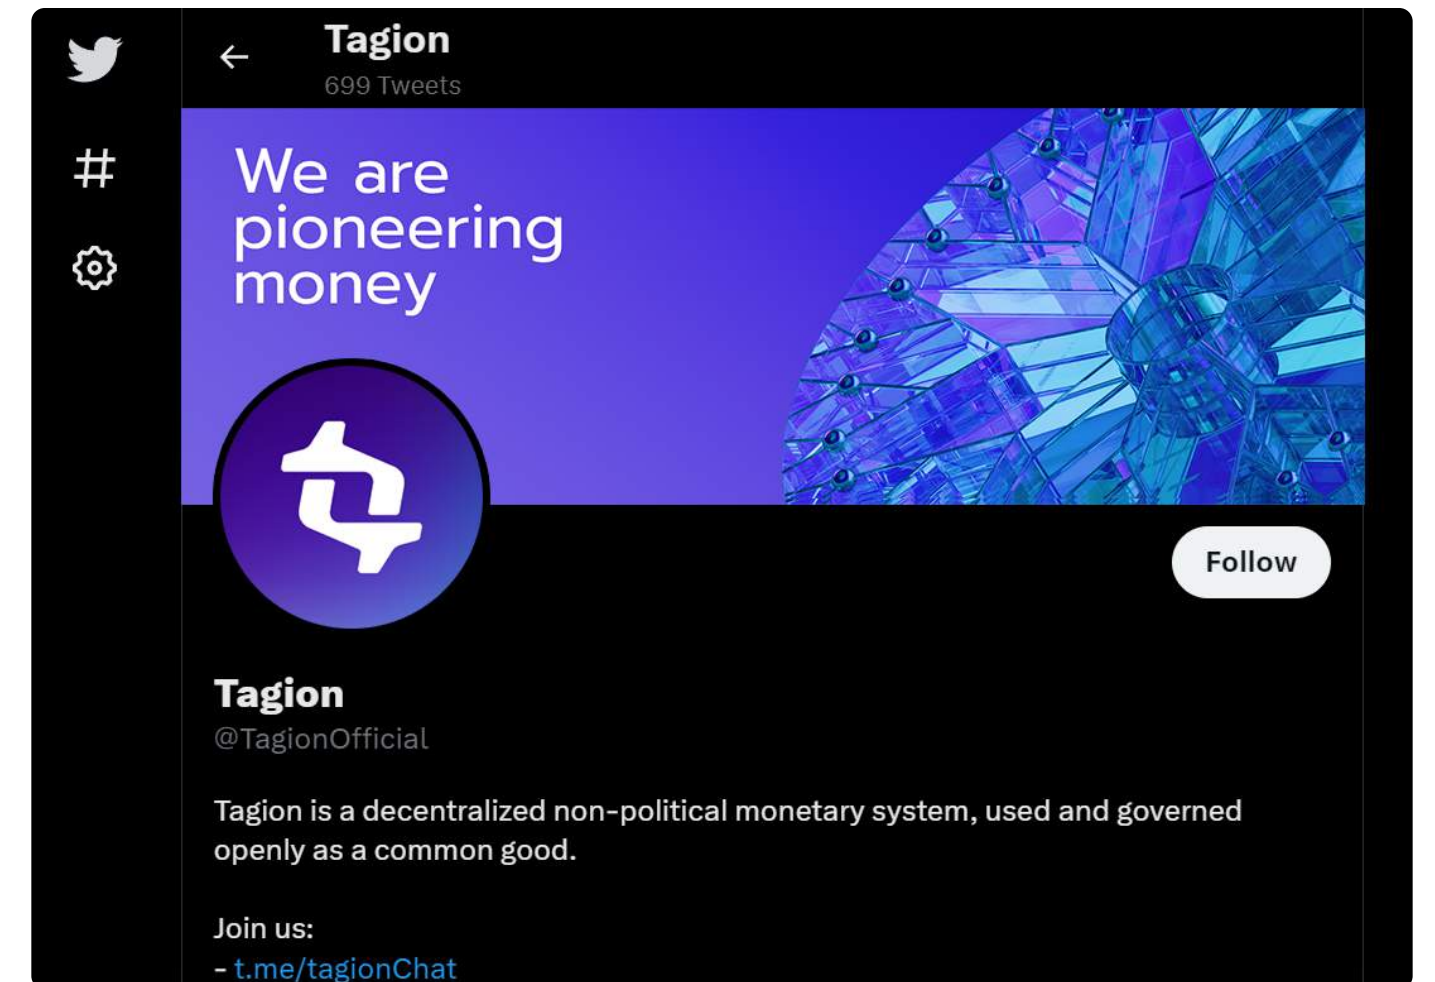 Tagion
699 Tweets
We are
pioneering
money
Follow
Tagion
@TagionOfficial
Tagion is a decentralized non-political monetary system, used and governed
openly as a common good.
Join us:
- t.me/tagionChat